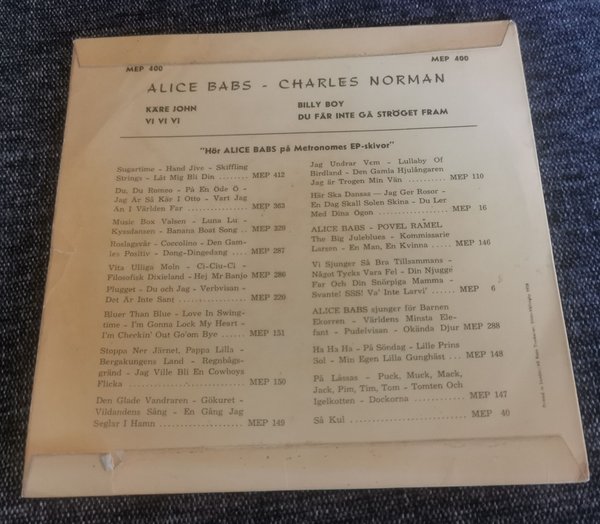 MEP 400
MEP 400
ALICE BABS - CHARLES NORMAN
KÄRE JOHN
VI VI VI
BILLY BOY
DU FÅR INTE GÅ STRÖGET FRAM
"Hör ALICE BABS på Metronomes EP-skivor"
Sugartime - Hand Jive - Skiffling
Strings - Låt Mig Bli Din ........ MEP 412
Du, Du Romeo - På En Öde Ö -
Jag Är Så Kär I Otto - Vart Jag
Än I Världen Far ................. MEP 363
Music Box Valsen - Luna Lu -
Kyssdansen - Banana Boat Song .. MEP 329
Roslagsvår - Coccolino - Den Gam-
les Positiv - Dong-Dingedang .... MEP 287
Vita Ulliga Moln - Ci-Ciu-Ci -
Filosofisk Dixieland - Hej Mr Banjo MEP 286
Plugget - Du och Jag - Verbvisan -
Det Är Inte Sant ................. MEP 220
Bluer Than Blue - Love In Swing-
time - I'm Gonna Lock My Heart -
I'm Checkin' Out Go'om Bye ..... MEP 151
Stoppa Ner Järnet, Pappa Lilla -
Bergakungens Land - Regnbågs-
gränd - Jag Ville Bli En Cowboys
Flicka ........................... MEP 150
Den Glade Vandraren - Gökuret -
Vildandens Sång - En Gång Jag
Seglar I Hamn .................... MEP 149
Jag Undrar Vem - Lullaby Of
Birdland - Den Gamla Hjulångaren
Jag är Trogen Min Vän .......... MEP 110
Här Ska Dansas - Jag Ger Rosor -
En Dag Skall Solen Skina - Du Ler
Med Dina Ögon .................. MEP 16
ALICE BABS - POVEL RAMEL
The Big Juleblues - Kommissarie
Larsen - En Man, En Kvinna ..... MEP 146
Vi Sjunger Så Bra Tillsammans -
Något Tycks Vara Fel - Din Njugge
Far Och Din Snörpiga Mamma -
Svante! SSS! Va' Inte Larvi' ..... MEP 6
ALICE BABS sjunger för Barnen
Ekorren - Världens Minsta Ele-
fant - Pudelvisan - Okända Djur MEP 288
Ha Ha Ha - På Söndag - Lille Prins
Sol - Min Egen Lilla Gunghäst ... MEP 148
På Låssas - Puck, Muck, Mack,
Jack, Pim, Tim, Tom - Tomten Och
Igelkotten - Dockorna ............ MEP 147
Så Kul ........................... MEP 40